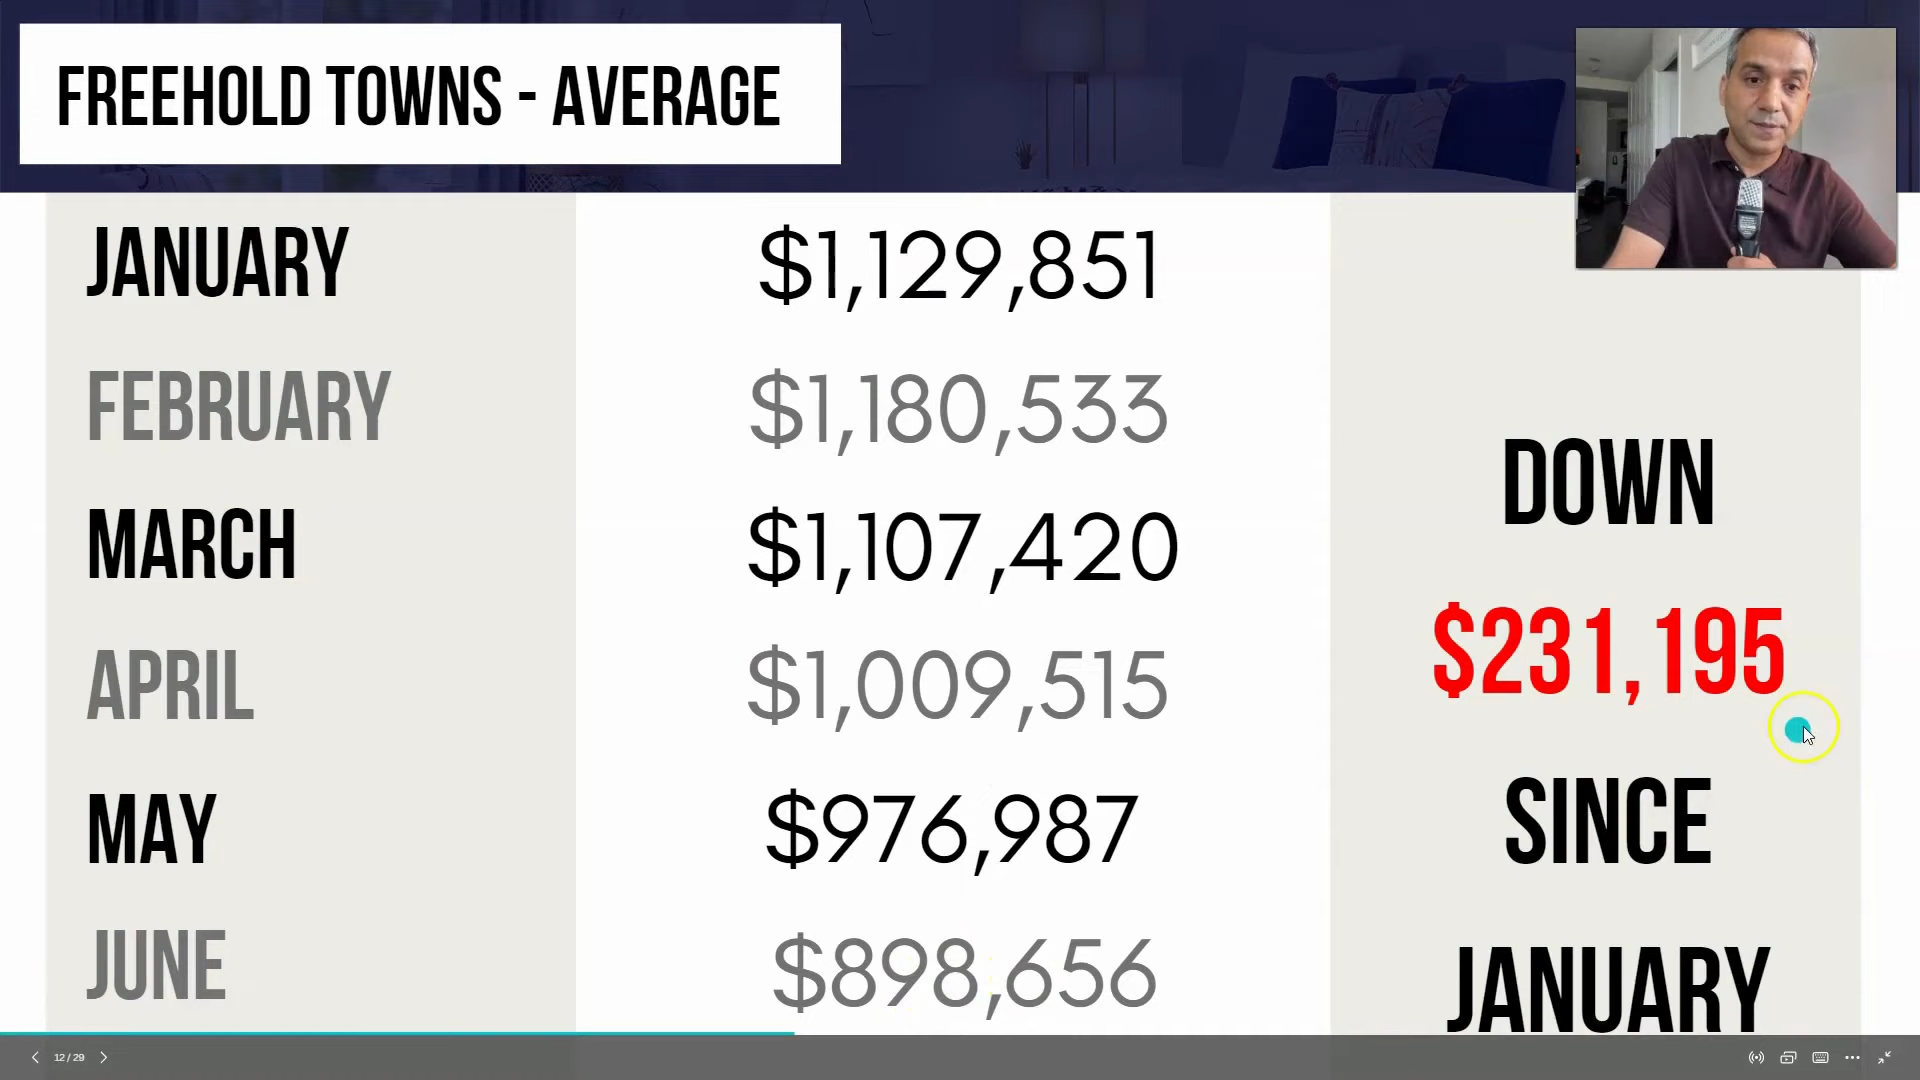 FREEHOLD TOWNS - AVERAGE
JANUARY $1,129,851
FEBRUARY $1,180,533
MARCH $1,107,420
APRIL $1,009,515
MAY $976,987
JUNE $898,656
DOWN
$231,195
SINCE
JANUARY
12 / 29